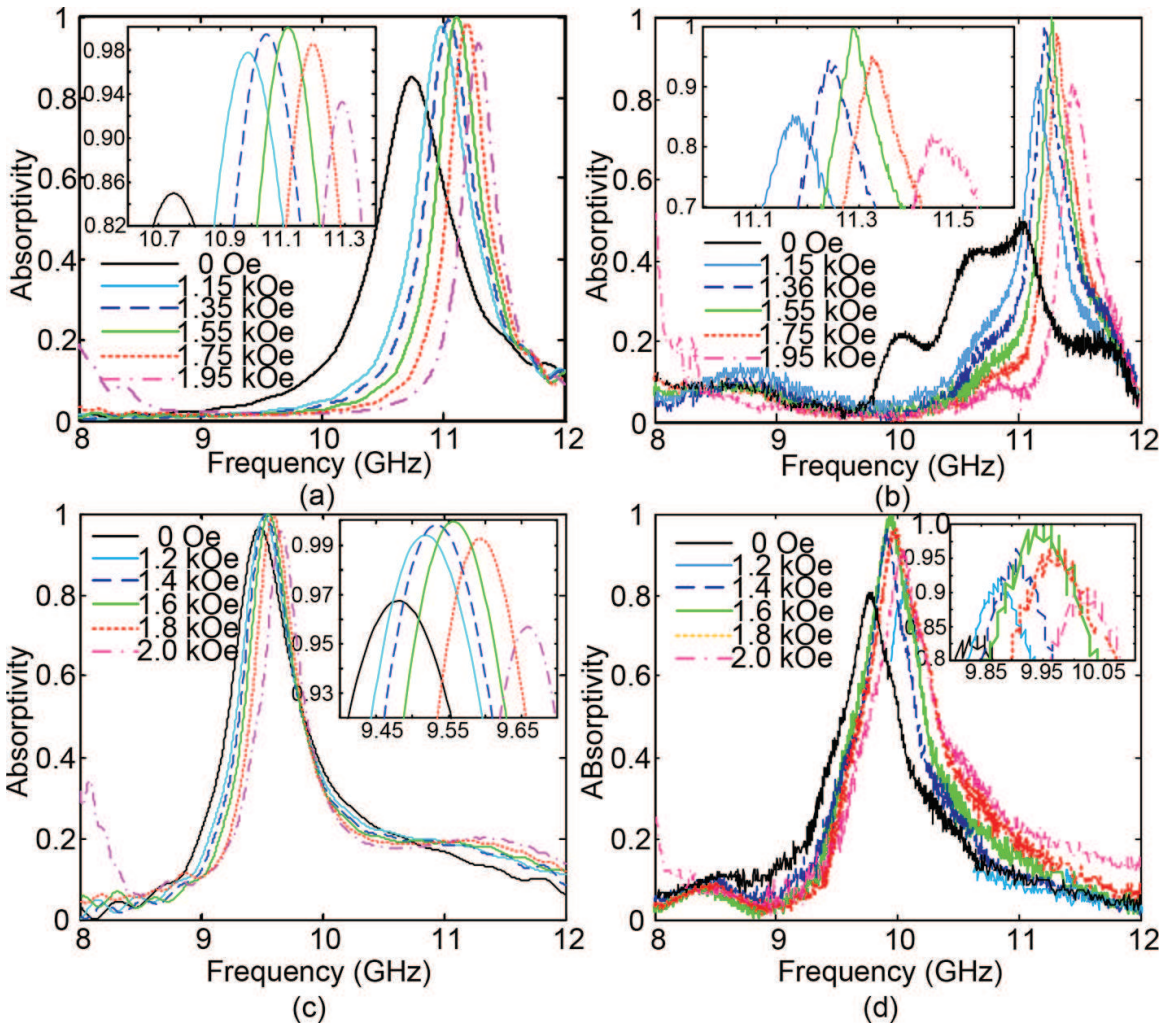 1
0.8
0.6
0.4
0.2
0
Absorptivity
0.98
0.94
0.90
0.86
0.82
10.7 10.9 11.1 11.3
0 Oe
1.15 kOe
1.35 kOe
1.55 kOe
1.75 kOe
1.95 kOe
8 9 10 11 12
Frequency (GHz)
(a)
1
0.8
0.6
0.4
0.2
0
Absorptivity
1
0.9
0.8
0.7
11.1 11.3 11.5
0 Oe
1.15 kOe
1.36 kOe
1.55 kOe
1.75 kOe
1.95 kOe
8 9 10 11 12
Frequency (GHz)
(b)
1
0.8
0.6
0.4
0.2
0
Absorptivity
0 Oe
1.2 kOe
1.4 kOe
1.6 kOe
1.8 kOe
2.0 kOe
0.99
0.97
0.95
0.93
9.45 9.55 9.65
8 9 10 11 12
Frequency (GHz)
(c)
1
0.8
0.6
0.4
0.2
0
ABsorptivity
0 Oe
1.2 kOe
1.4 kOe
1.6 kOe
1.8 kOe
2.0 kOe
1.0
0.95
0.9
.85
0.8
9.85 9.95 10.05
8 9 10 11 12
Frequency (GHz)
(d)